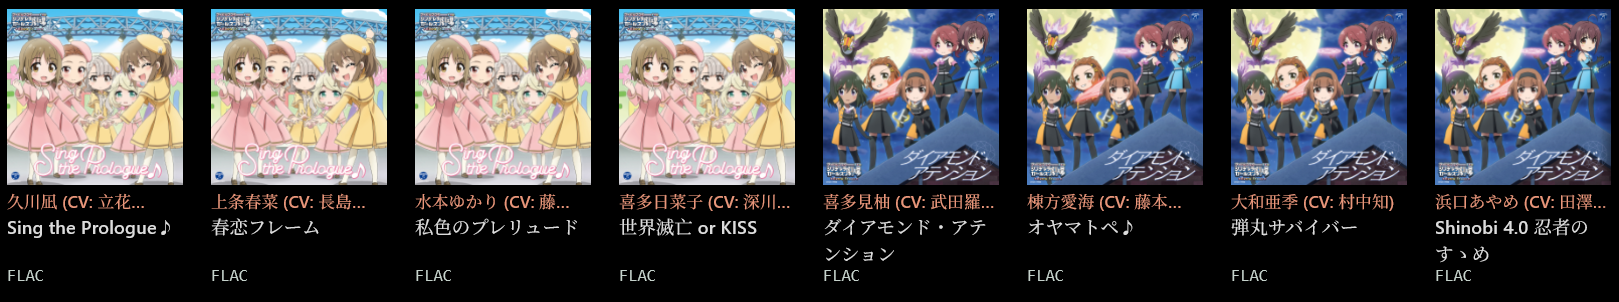 Sing the Prologue♪
久川凪 (CV: 立花...
Sing the Prologue♪
FLAC
Sing the Prologue♪
上条春菜 (CV: 長島...
春恋フレーム
FLAC
Sing the Prologue♪
水本ゆかり (CV: 藤...
私色のプレリュード
FLAC
Sing the Prologue♪
喜多日菜子 (CV: 深川...
世界滅亡 or KISS
FLAC
ダイアモンド・
アテンション
喜多見柚 (CV: 武田羅...
ダイアモンド・アテ
ンション
FLAC
ダイアモンド・
アテンション
棟方愛海 (CV: 藤本...
オヤマトペ♪
FLAC
ダイアモンド・
アテンション
大和亜季 (CV: 村中知)
弾丸サバイバー
FLAC
ダイアモンド・
アテンション
浜口あやめ (CV: 田澤...
Shinobi 4.0 忍者の
すゝめ
FLAC